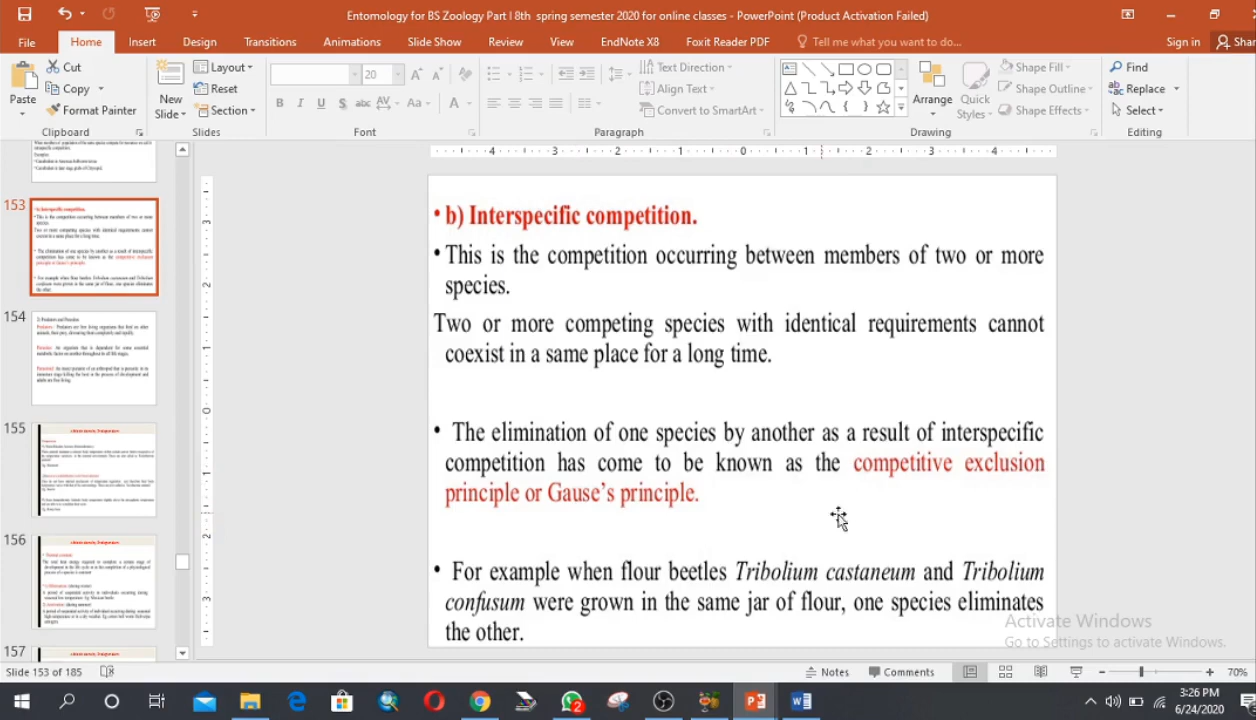 Entomology for BS Zoology Part I 8th spring semester 2020 for online classes - PowerPoint (Product Activation Failed)
File Home Insert Design Transitions Animations Slide Show Review View EndNote X8 Foxit Reader PDF Tell me what you want to do... Sign in Shar
Cut
Copy
Format Painter
Paste
Clipboard
New
Slide
Layout
Reset
Section
Slides
20
B I U S abc AV Aa A
Font
Text Direction
Align Text
Convert to SmartArt
Paragraph
Arrange
Quick
Styles
Shape Fill
Shape Outline
Shape Effects
Drawing
Find
Replace
Select
Editing
153
154
155
156
157
• b) Interspecific competition.
• This is the competition occurring between members of two or more
species.
Two or more competing species with identical requirements cannot
coexist in a same place for a long time.
• The elimination of one species by another as a result of interspecific
competition has come to be known as the competitive exclusion
principle or Gause's principle.
• For example when flour beetles Tribolium castaneum and Tribolium
confusum were grown in the same jar of flour, one species eliminates
the other.
Activate Windows
Go to Settings to activate Windows.
Slide 153 of 185 Notes Comments 70%
3:26 PM
6/24/2020